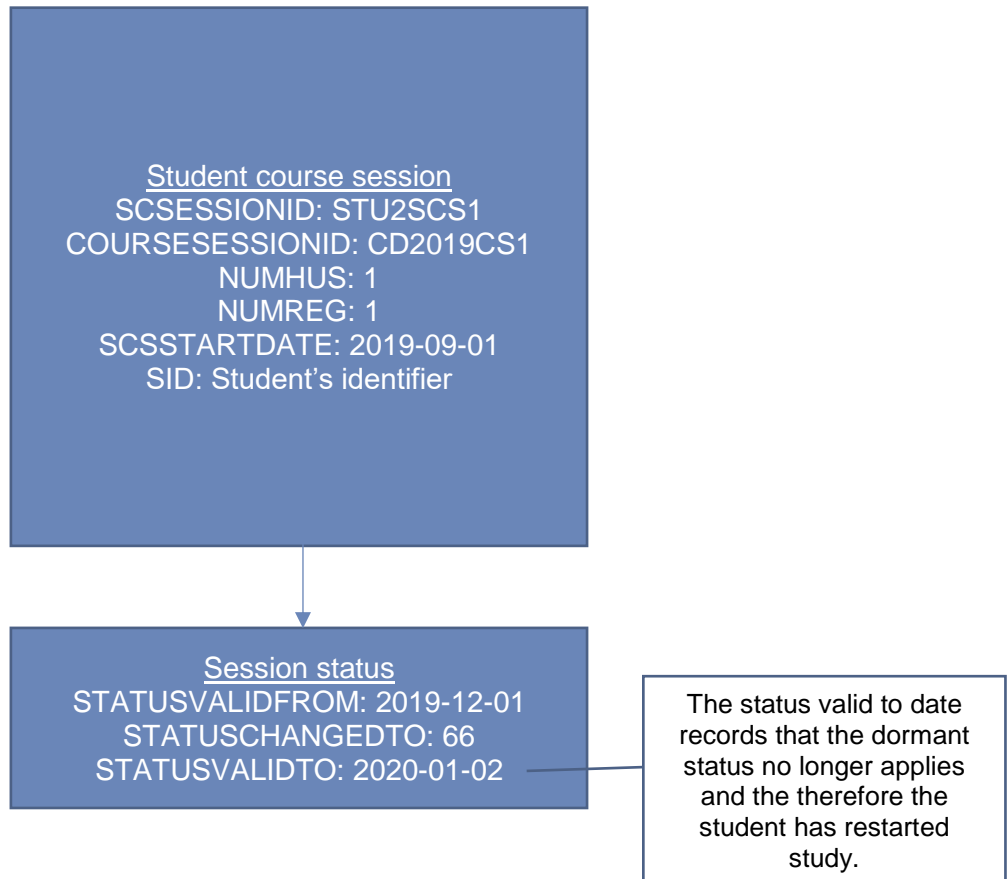 Student course session
SCSESSIONID: STU2SCS1
COURSESESSIONID: CD2019CS1
NUMHUS: 1
NUMREG: 1
SCSSTARTDATE: 2019-09-01
SID: Student’s identifier
Session status
STATUSVALIDFROM: 2019-12-01
STATUSCHANGEDTO: 66
STATUSVALIDTO: 2020-01-02
The status valid to date
records that the dormant
status no longer applies
and the therefore the
student has restarted
study.